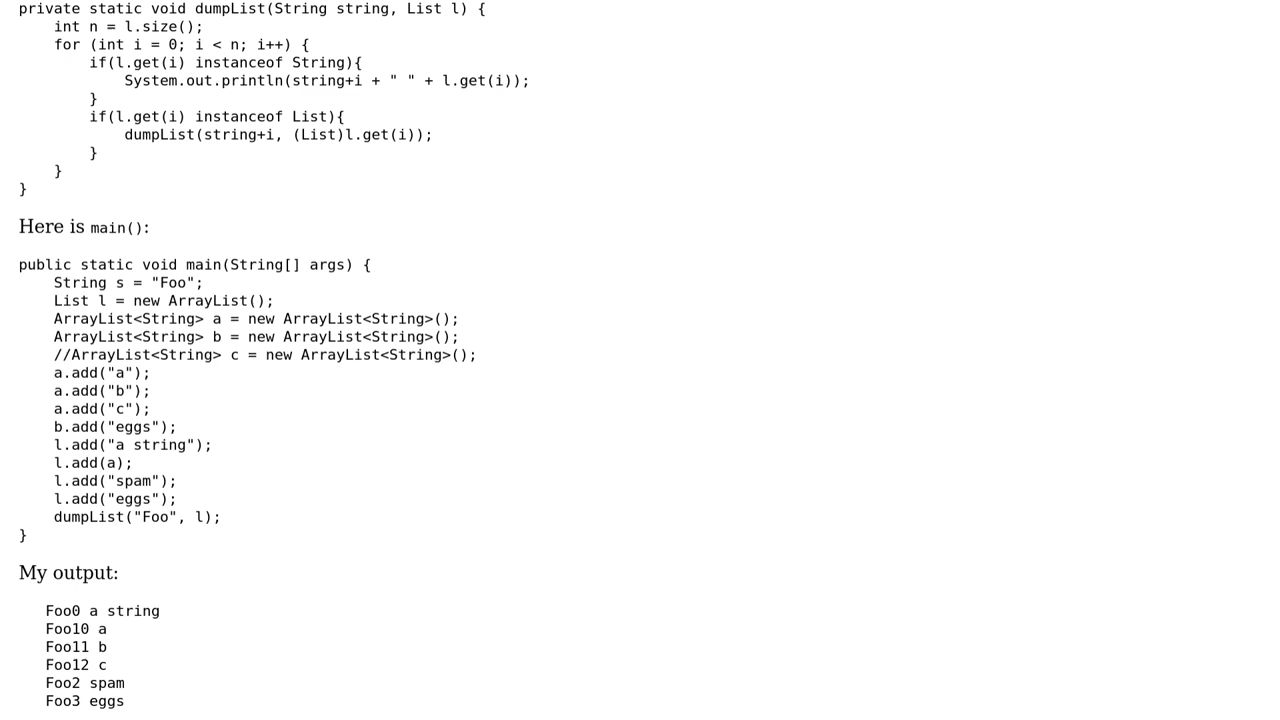 private static void dumpList(String string, List l) {
    int n = l.size();
    for (int i = 0; i < n; i++) {
        if(l.get(i) instanceof String){
            System.out.println(string+i + " " + l.get(i));
        }
        if(l.get(i) instanceof List){
            dumpList(string+i, (List)l.get(i));
        }
    }
}
Here is main():
public static void main(String[] args) {
    String s = "Foo";
    List l = new ArrayList();
    ArrayList<String> a = new ArrayList<String>();
    ArrayList<String> b = new ArrayList<String>();
    //ArrayList<String> c = new ArrayList<String>();
    a.add("a");
    a.add("b");
    a.add("c");
    b.add("eggs");
    l.add("a string");
    l.add(a);
    l.add("spam");
    l.add("eggs");
    dumpList("Foo", l);
}
My output:
   Foo0 a string
   Foo10 a
   Foo11 b
   Foo12 c
   Foo2 spam
   Foo3 eggs